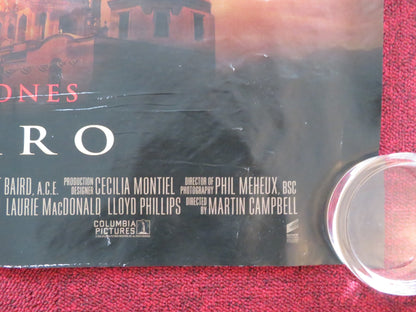 ONES
RO
BAIRD, A.C.E. PRODUCTION DESIGNER CECILIA MONTIEL DIRECTOR OF PHOTOGRAPHY PHIL MEHEUX, BSC
LAURIE MACDONALD LLOYD PHILLIPS DIRECTED BY MARTIN CAMPBELL
COLUMBIA
PICTURES